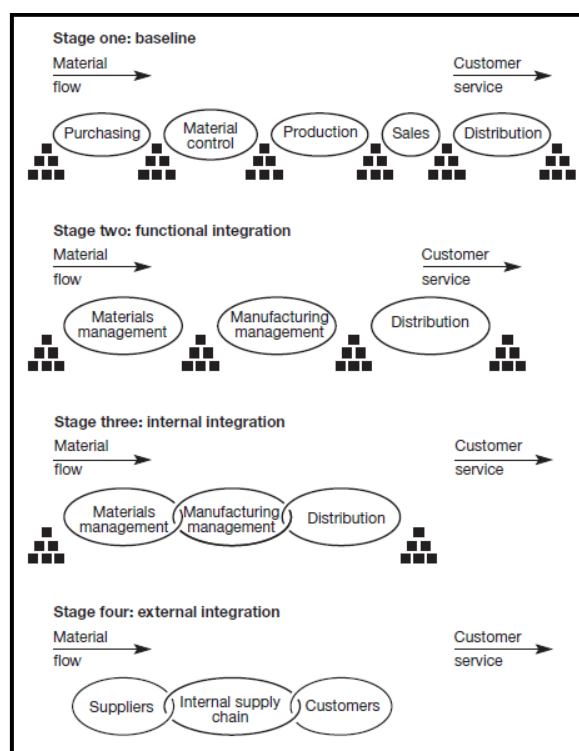 Stage one: baseline
Material Customer
flow service
Purchasing Material control Production Sales Distribution
Stage two: functional integration
Material Customer
flow service
Materials management Manufacturing management Distribution
Stage three: internal integration
Material Customer
flow service
Materials management Manufacturing management Distribution
Stage four: external integration
Material Customer
flow service
Suppliers Internal supply chain Customers